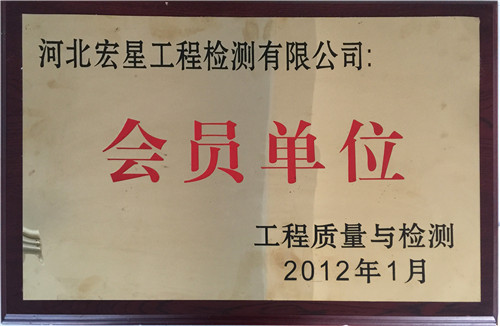 河北宏星工程检测有限公司:
会员单位
工程质量与检测
2012年1月